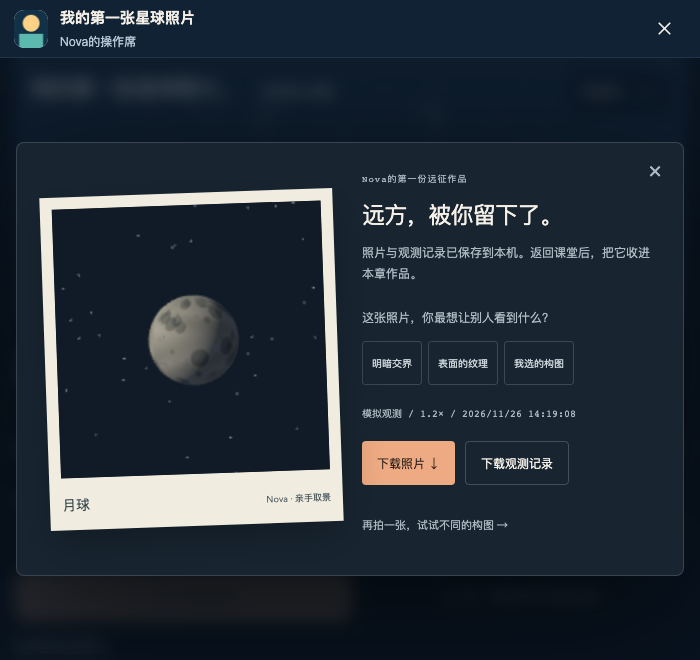 我的第一张星球照片
Nova的操作席
Nova的第一份远征作品
远方，被你留下了。
照片与观测记录已保存到本机。返回课堂后，把它收进
本章作品。
这张照片，你最想让别人看到什么？
明暗交界
表面的纹理
我选的构图
模拟观测 / 1.2× / 2026/11/26 14:19:08
下载照片 ↓
下载观测记录
再拍一张，试试不同的构图 →
月球
Nova · 亲手取景